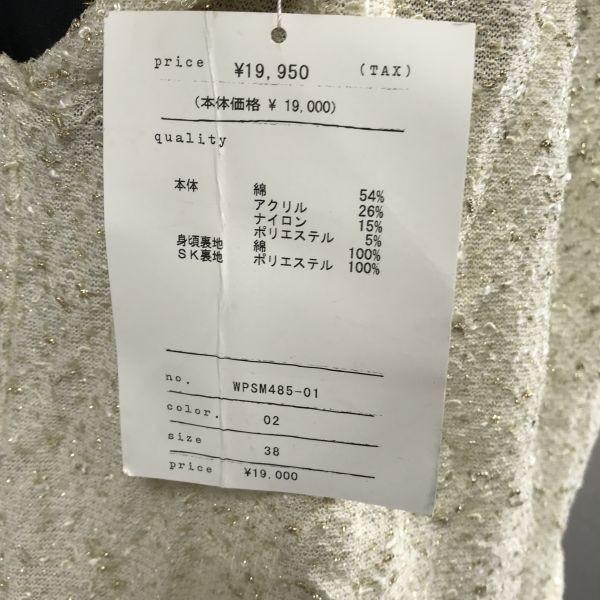 price ¥19,950 (TAX)
(本体価格 ¥ 19,000)
quality
本体 綿 54%
アクリル 26%
ナイロン 15%
ポリエステル 5%
身頃裏地 綿 100%
SK裏地 ポリエステル 100%
no. WPSM485-01
color. 02
size 38
price ¥19,000